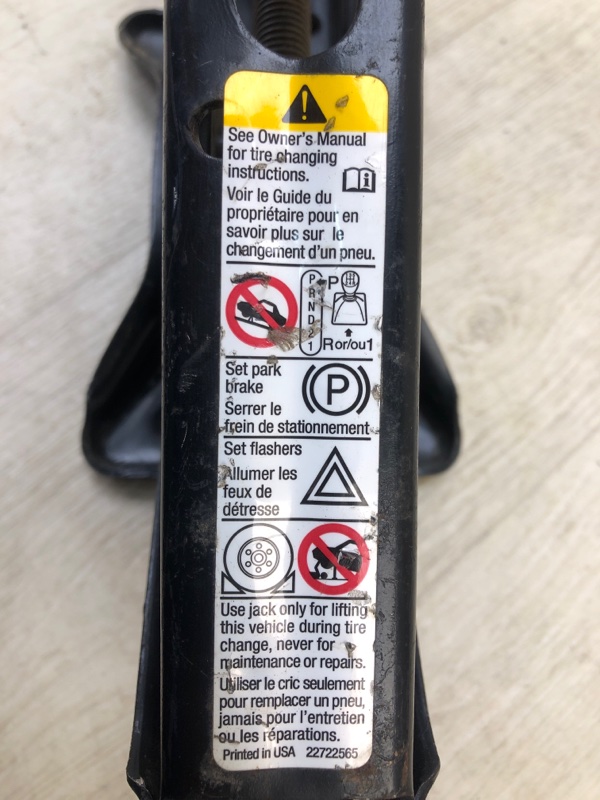 See Owner's Manual
for tire changing
instructions.
Voir le Guide du
propriétaire pour en
savoir plus sur le
changement d'un pneu.
P
R
N
D
2
1
P
R or/ou 1
Set park
brake
P
Serrer le
frein de stationnement
Set flashers
Allumer les
feux de
détresse
Use jack only for lifting
this vehicle during tire
change, never for
maintenance or repairs.
Utiliser le cric seulement
pour remplacer un pneu,
jamais pour l'entretien
ou les réparations.
Printed in USA 22722565